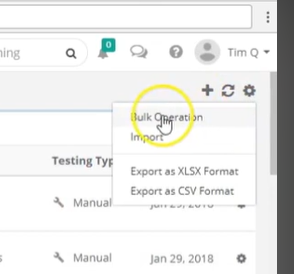 ning
0
Tim Q
Bulk Operation
Import
Testing Typ
Export as XLSX Format
Manual
Export as CSV Format
Jan 29, 2018
Manual
Jan 29, 2018